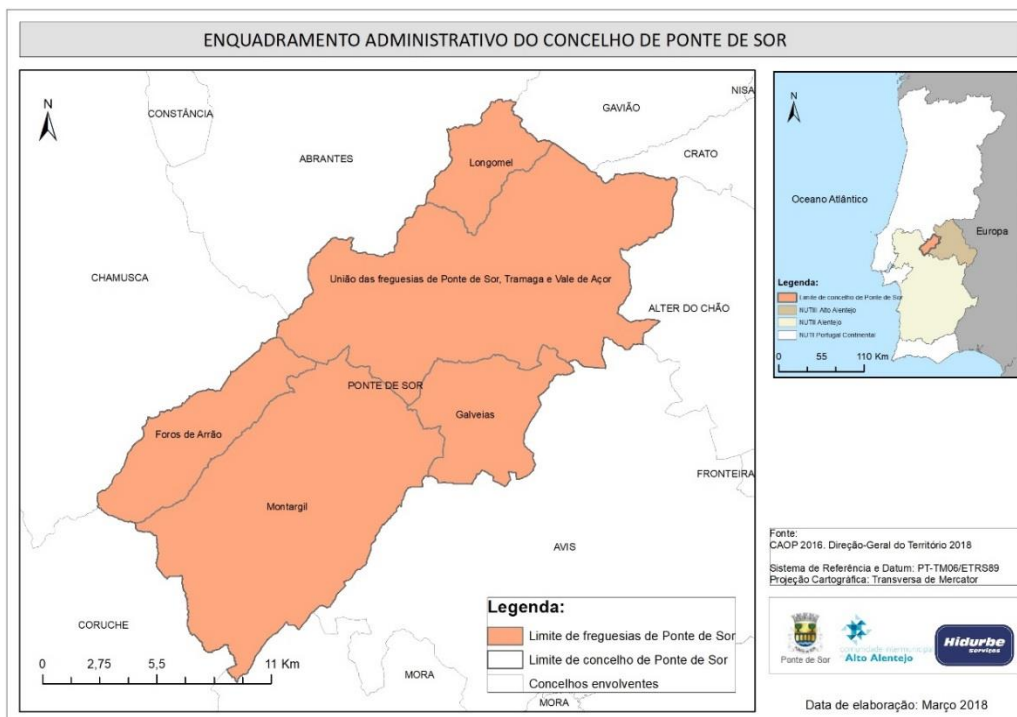 ENQUADRAMENTO ADMINISTRATIVO DO CONCELHO DE PONTE DE SOR
N
CONSTÂNCIA
ABRANTES
GAVIÃO
NISA
CRATO
Longomel
CHAMUSCA
União das freguesias de Ponte de Sor, Tramaga e Vale de Açor
ALTER DO CHÃO
PONTE DE SOR
Galveias
Foros de Arrão
FRONTEIRA
Montargil
AVIS
CORUCHE
MORA
MORA
0 2,75 5,5 11 Km
Legenda:
Limite de freguesias de Ponte de Sor
Limite de concelho de Ponte de Sor
Concelhos envolventes
N
Oceano Atlântico
Europa
Legenda:
Limite de concelho de Ponte de Sor
NUTIII Alto Alentejo
NUTII Alentejo
NUTI Portugal Continental
0 55 110 Km
Fonte:
CAOP 2016. Direção-Geral do Território 2018
Sistema de Referência e Datum: PT-TM06/ETRS89
Projeção Cartográfica: Transversa de Mercator
Ponte de Sor
comunidade intermunicipal
Alto Alentejo
Hidurbe
services
Data de elaboração: Março 2018